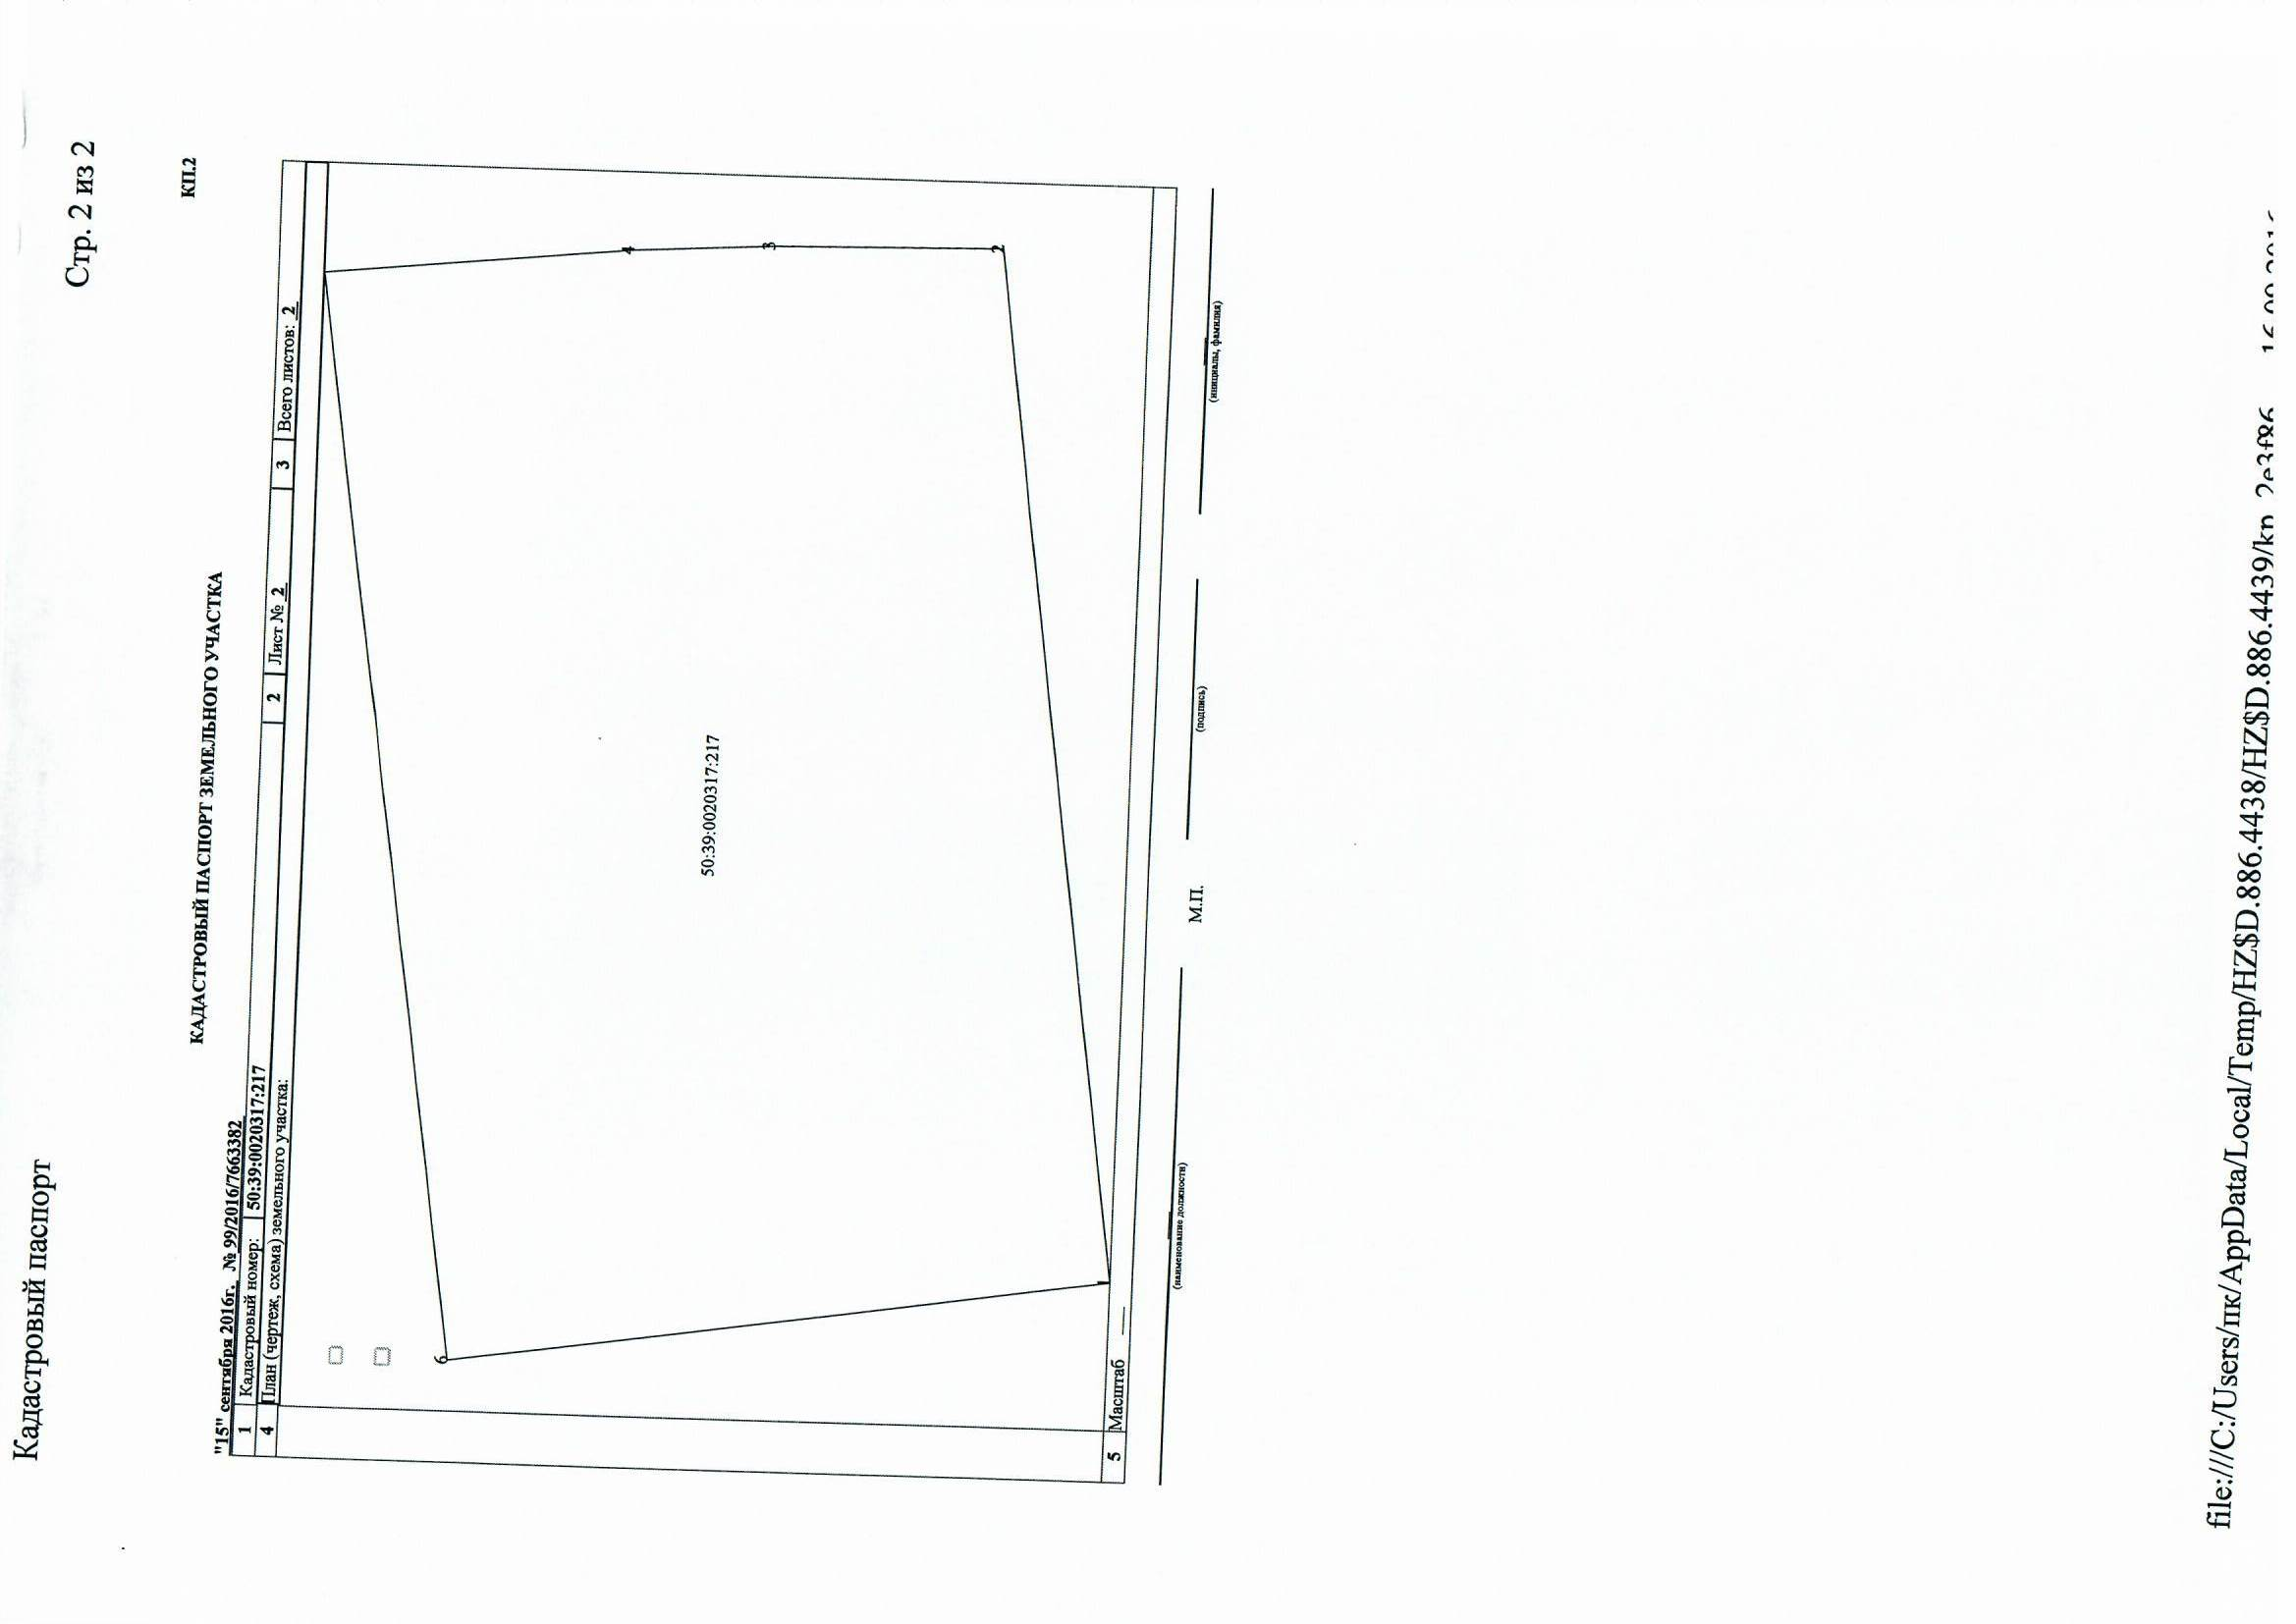 Кадастровый паспорт
Стр. 2 из 2
КП.2
КАДАСТРОВЫЙ ПАСПОРТ ЗЕМЕЛЬНОГО УЧАСТКА
"15" сентября 2016г. № 99/2016/7663382
1 Кадастровый номер: 50:39:0020317:217 2 Лист № 2 3 Всего листов: 2
4 План (чертеж, схема) земельного участка:
4
3
2
50:39:0020317:217
6
1
5 Масштаб
М.П.
(наименование должности) (подпись) (инициалы, фамилия)
file:///C:/Users/пк/AppData/Local/Temp/HZ$D.886.4438/HZ$D.886.4439/kp_2e3f86